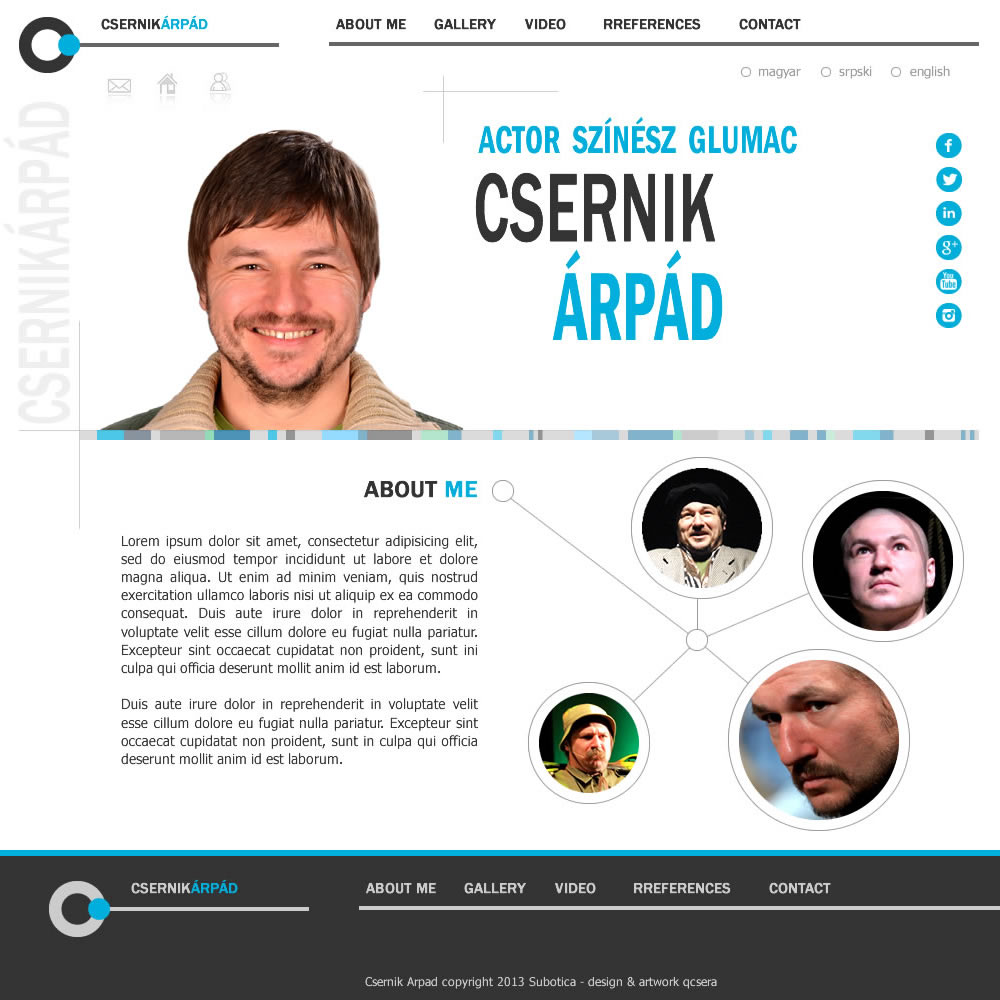 CSERNIKÁRPÁD
ABOUT ME GALLERY VIDEO RREFERENCES CONTACT
magyar srpski english
CSERNIKÁRPÁD
ACTOR SZÍNÉSZ GLUMAC
CSERNIK
ÁRPÁD
f
in
g+
You
Tube
ABOUT ME
Lorem ipsum dolor sit amet, consectetur adipisicing elit,
sed do eiusmod tempor incididunt ut labore et dolore
magna aliqua. Ut enim ad minim veniam, quis nostrud
exercitation ullamco laboris nisi ut aliquip ex ea commodo
consequat. Duis aute irure dolor in reprehenderit in
voluptate velit esse cillum dolore eu fugiat nulla pariatur.
Excepteur sint occaecat cupidatat non proident, sunt ini
culpa qui officia deserunt mollit anim id est laborum.
Duis aute irure dolor in reprehenderit in voluptate velit
esse cillum dolore eu fugiat nulla pariatur. Excepteur sint
occaecat cupidatat non proident, sunt in culpa qui officia
deserunt mollit anim id est laborum.
CSERNIKÁRPÁD
ABOUT ME GALLERY VIDEO RREFERENCES CONTACT
Csernik Arpad copyright 2013 Subotica - design & artwork qcsera